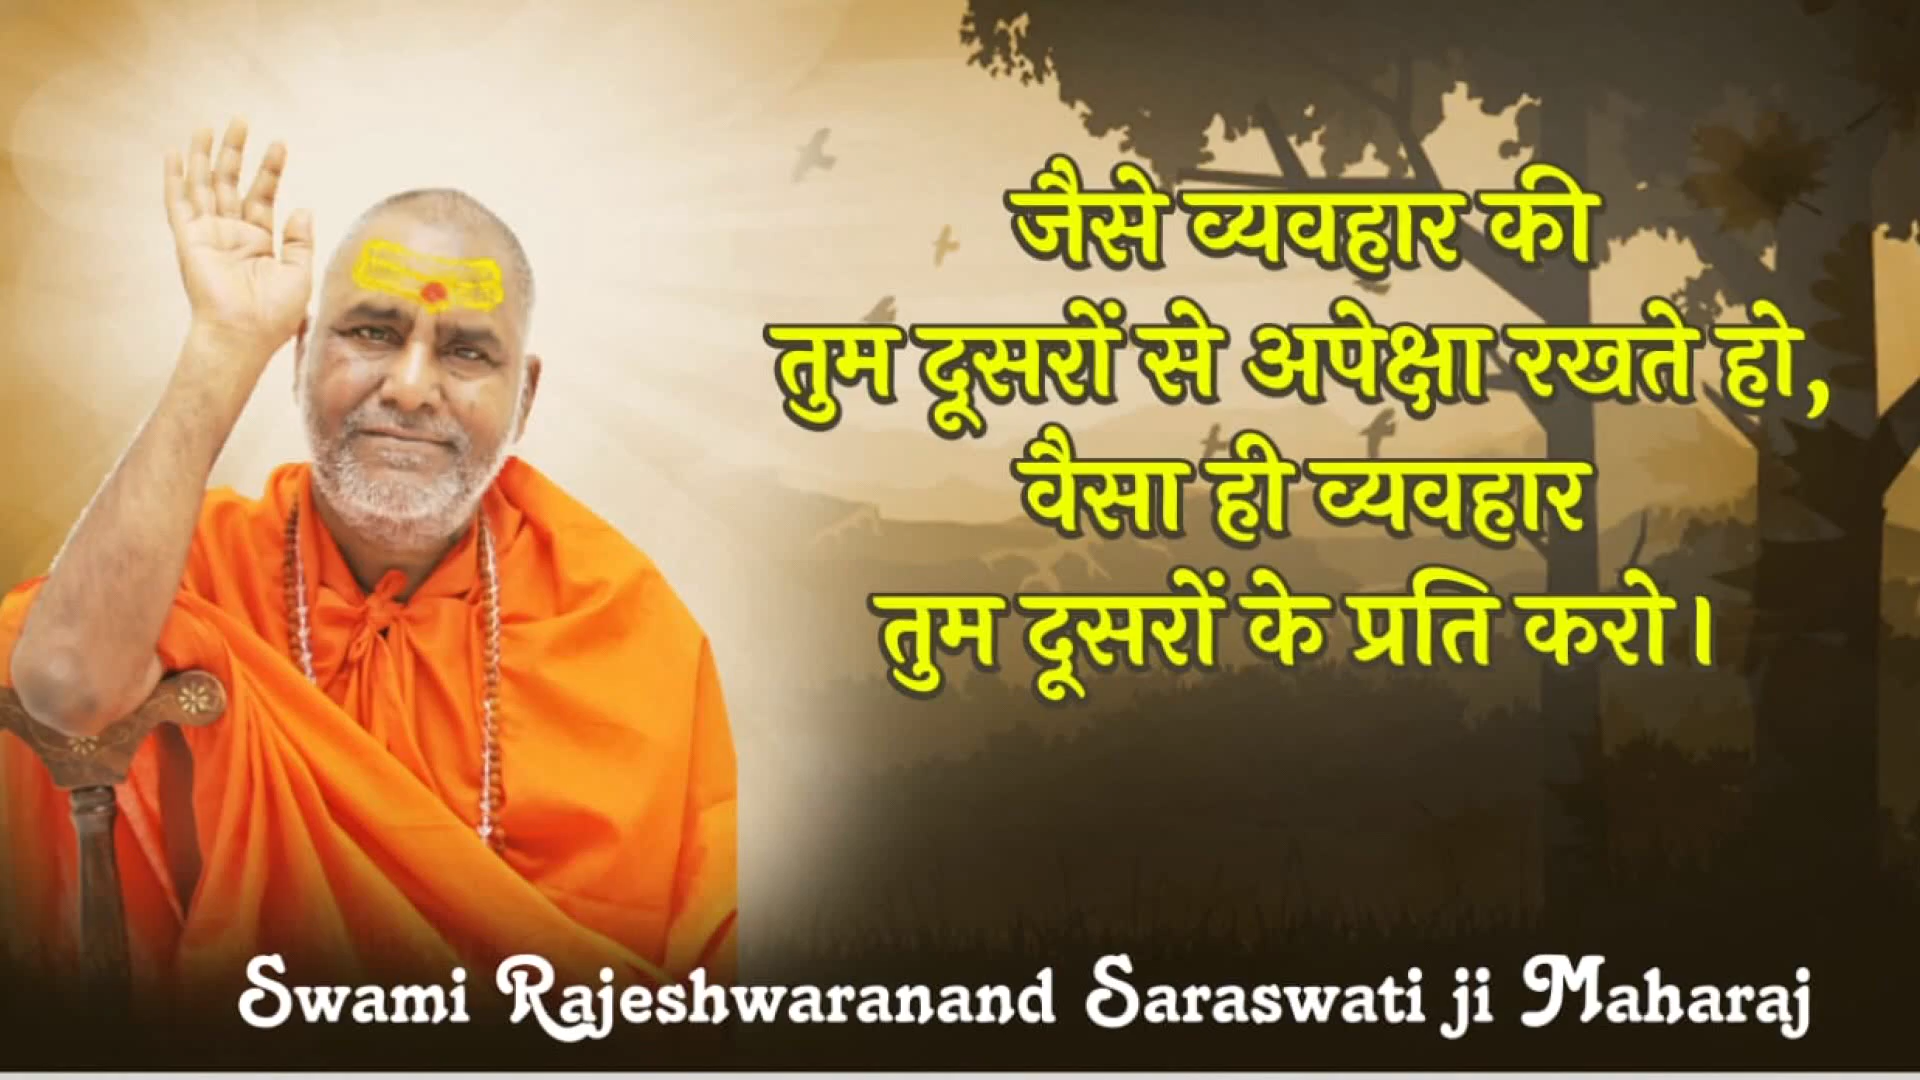 जैसे व्यवहार की
तुम दूसरों से अपेक्षा रखते हो,
वैसा ही व्यवहार
तुम दूसरों के प्रति करो।
Swami Rajeshwaranand Saraswati ji Maharaj